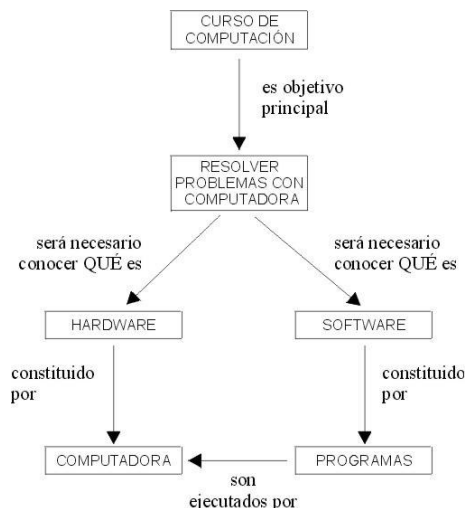 CURSO DE
COMPUTACIÓN
es objetivo
principal
RESOLVER
PROBLEMAS CON
COMPUTADORA
será necesario
conocer QUÉ es
será necesario
conocer QUÉ es
HARDWARE
SOFTWARE
constituido
por
constituido
por
COMPUTADORA
PROGRAMAS
son
ejecutados por